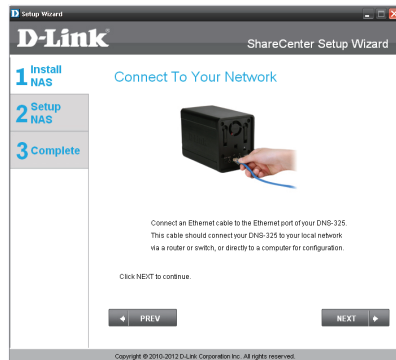 D Setup Wizard
D-Link
ShareCenter Setup Wizard
1 Install
NAS
2 Setup
NAS
3 Complete
Connect To Your Network
Connect an Ethernet cable to the Ethernet port of your DNS-325.
This cable should connect your DNS-325 to your local network
via a router or switch, or directly to a computer for configuration.
Click NEXT to continue.
PREV
NEXT
Copyright © 2010-2012 D-Link Corporation Inc. All rights reserved.